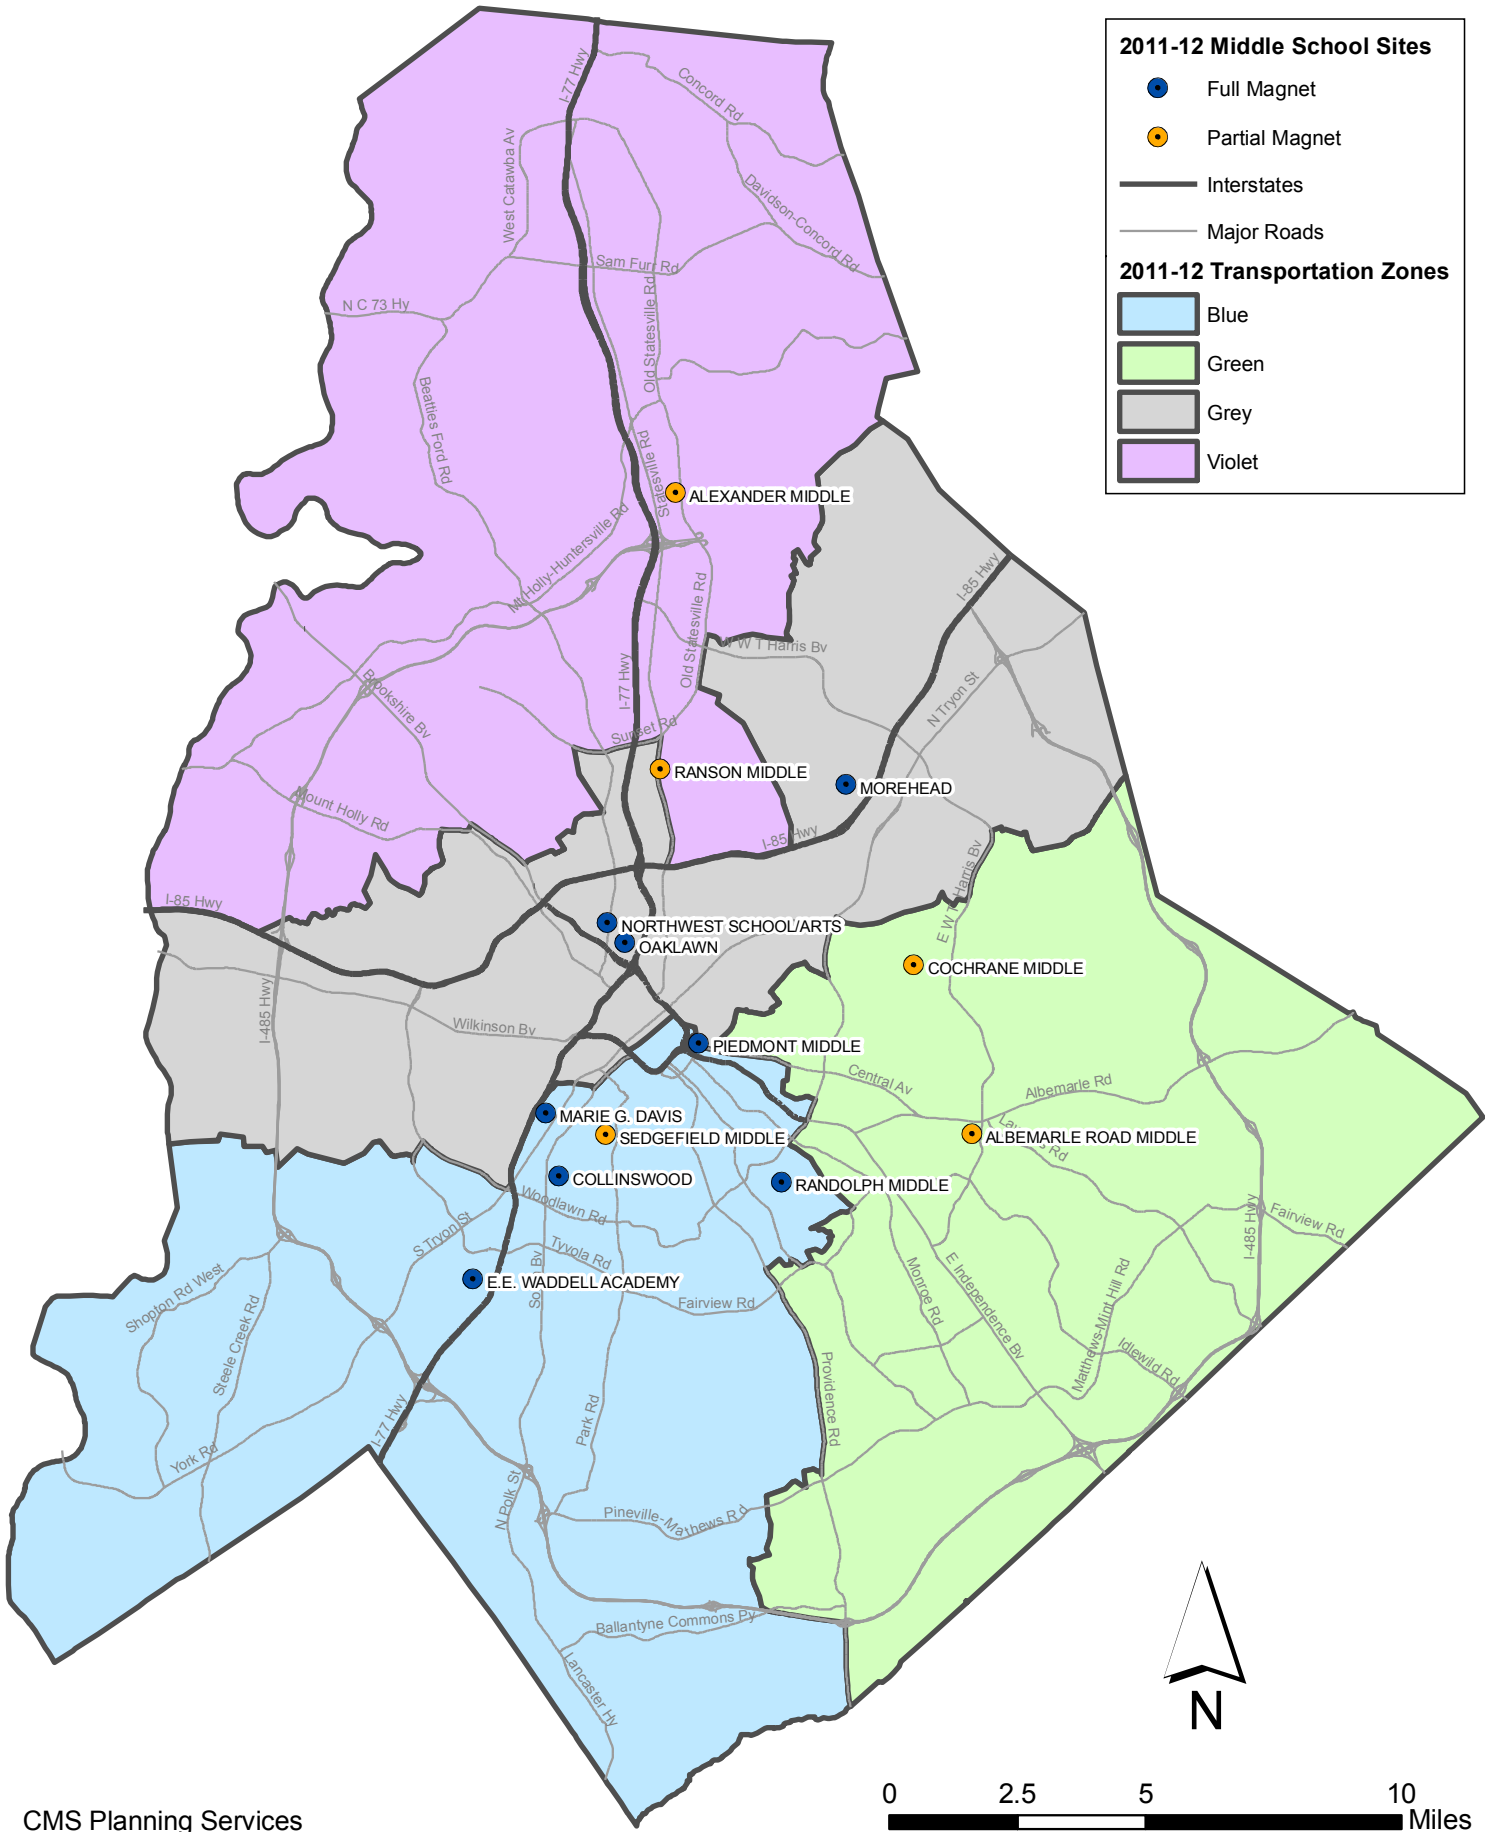 2011-12 Middle School Sites
Full Magnet
Partial Magnet
Interstates
Major Roads
2011-12 Transportation Zones
Blue
Green
Grey
Violet
I-77 Hwy
Concord Rd
West Catawba Av
Davidson-Concord Rd
Sam Furr Rd
N C 73 Hy
Old Statesville Rd
Beatties Ford Rd
Statesville Rd
ALEXANDER MIDDLE
Mt Holly-Huntersville Rd
I-85 Hwy
Old Statesville Rd
W W T Harris Bv
I-77 Hwy
Brookshire Bv
N Tryon St
Sunset Rd
RANSON MIDDLE
MOREHEAD
Mount Holly Rd
I-85 Hwy
E W T Harris Bv
I-85 Hwy
NORTHWEST SCHOOL/ARTS
OAKLAWN
COCHRANE MIDDLE
I-485 Hwy
Wilkinson Bv
PIEDMONT MIDDLE
Central Av
Albemarle Rd
MARIE G. DAVIS
SEDGEFIELD MIDDLE
ALBEMARLE ROAD MIDDLE
COLLINSWOOD
RANDOLPH MIDDLE
Woodlawn Rd
Fairview Rd
I-485 Hwy
S Tryon St
Tyvola Rd
E.E. WADDELL ACADEMY
Fairview Rd
Monroe Rd
E Independence Bv
Matthews-Mint Hill Rd
Shopton Rd West
Steele Creek Rd
Idlewild Rd
Providence Rd
Park Rd
I-77 Hwy
York Rd
N Polk St
Pineville-Mathews Rd
Ballantyne Commons Py
Lancaster Hy
N
0 2.5 5 10
Miles
CMS Planning Services